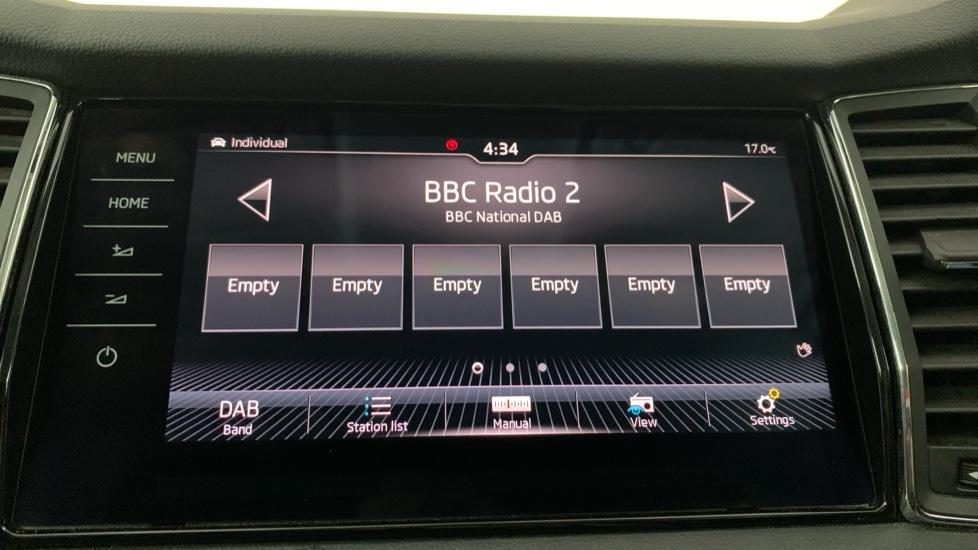 MENU
HOME
Individual
4:34
17.0°C
BBC Radio 2
BBC National DAB
Empty Empty Empty Empty Empty Empty
DAB
Band
Station list
Manual
View
Settings